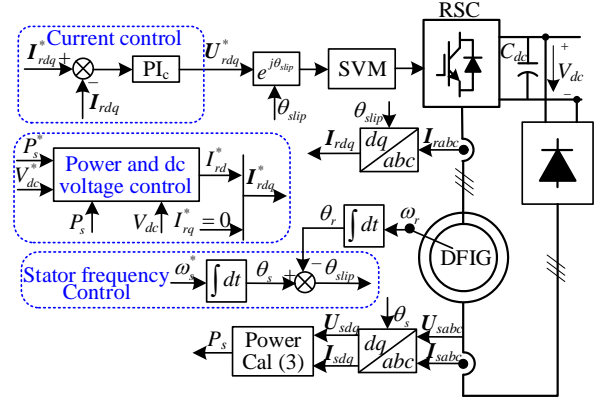 RSC
Current control
I*rdq
+
−
Irdq
PIc
U*rdq
e^jθslip
θslip
SVM
Cdc
+
Vdc
−
θslip
Irdq
dq
abc
Irabc
P*s
V*dc
Power and dc
voltage control
I*rd
I*rdq
Ps
Vdc
I*rq = 0
θr
∫dt
ωr
DFIG
Stator frequency
Control
ω*s
∫dt
θs
+
−
θslip
θs
Ps
Power
Cal (3)
Usdq
Isdq
dq
abc
Usabc
Isabc